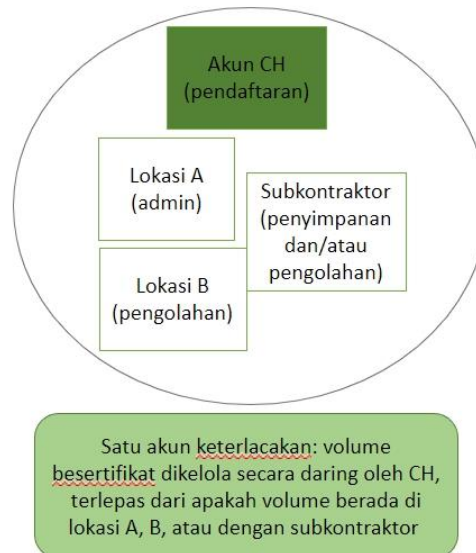 Akun CH
(pendaftaran)
Lokasi A
(admin)
Subkontraktor
(penyimpanan
dan/atau
pengolahan)
Lokasi B
(pengolahan)
Satu akun keterlacakan: volume
besertifikat dikelola secara daring oleh CH,
terlepas dari apakah volume berada di
lokasi A, B, atau dengan subkontraktor